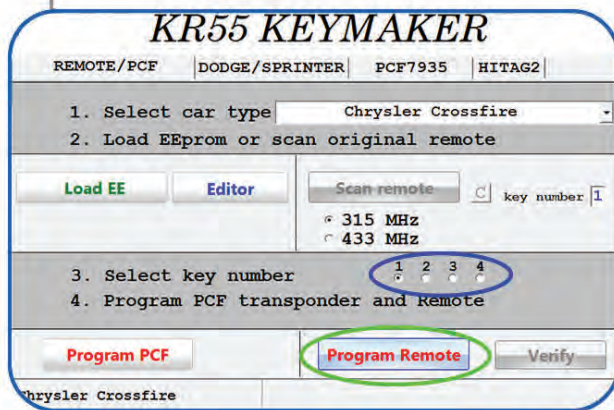 KR55 KEYMAKER
REMOTE/PCF DODGE/SPRINTER PCF7935 HITAG2
1. Select car type Chrysler Crossfire
2. Load EEprom or scan original remote
Load EE Editor Scan remote C key number 1
315 MHz
433 MHz
1 2 3 4
3. Select key number
4. Program PCF transponder and Remote
Program PCF Program Remote Verify
Chrysler Crossfire